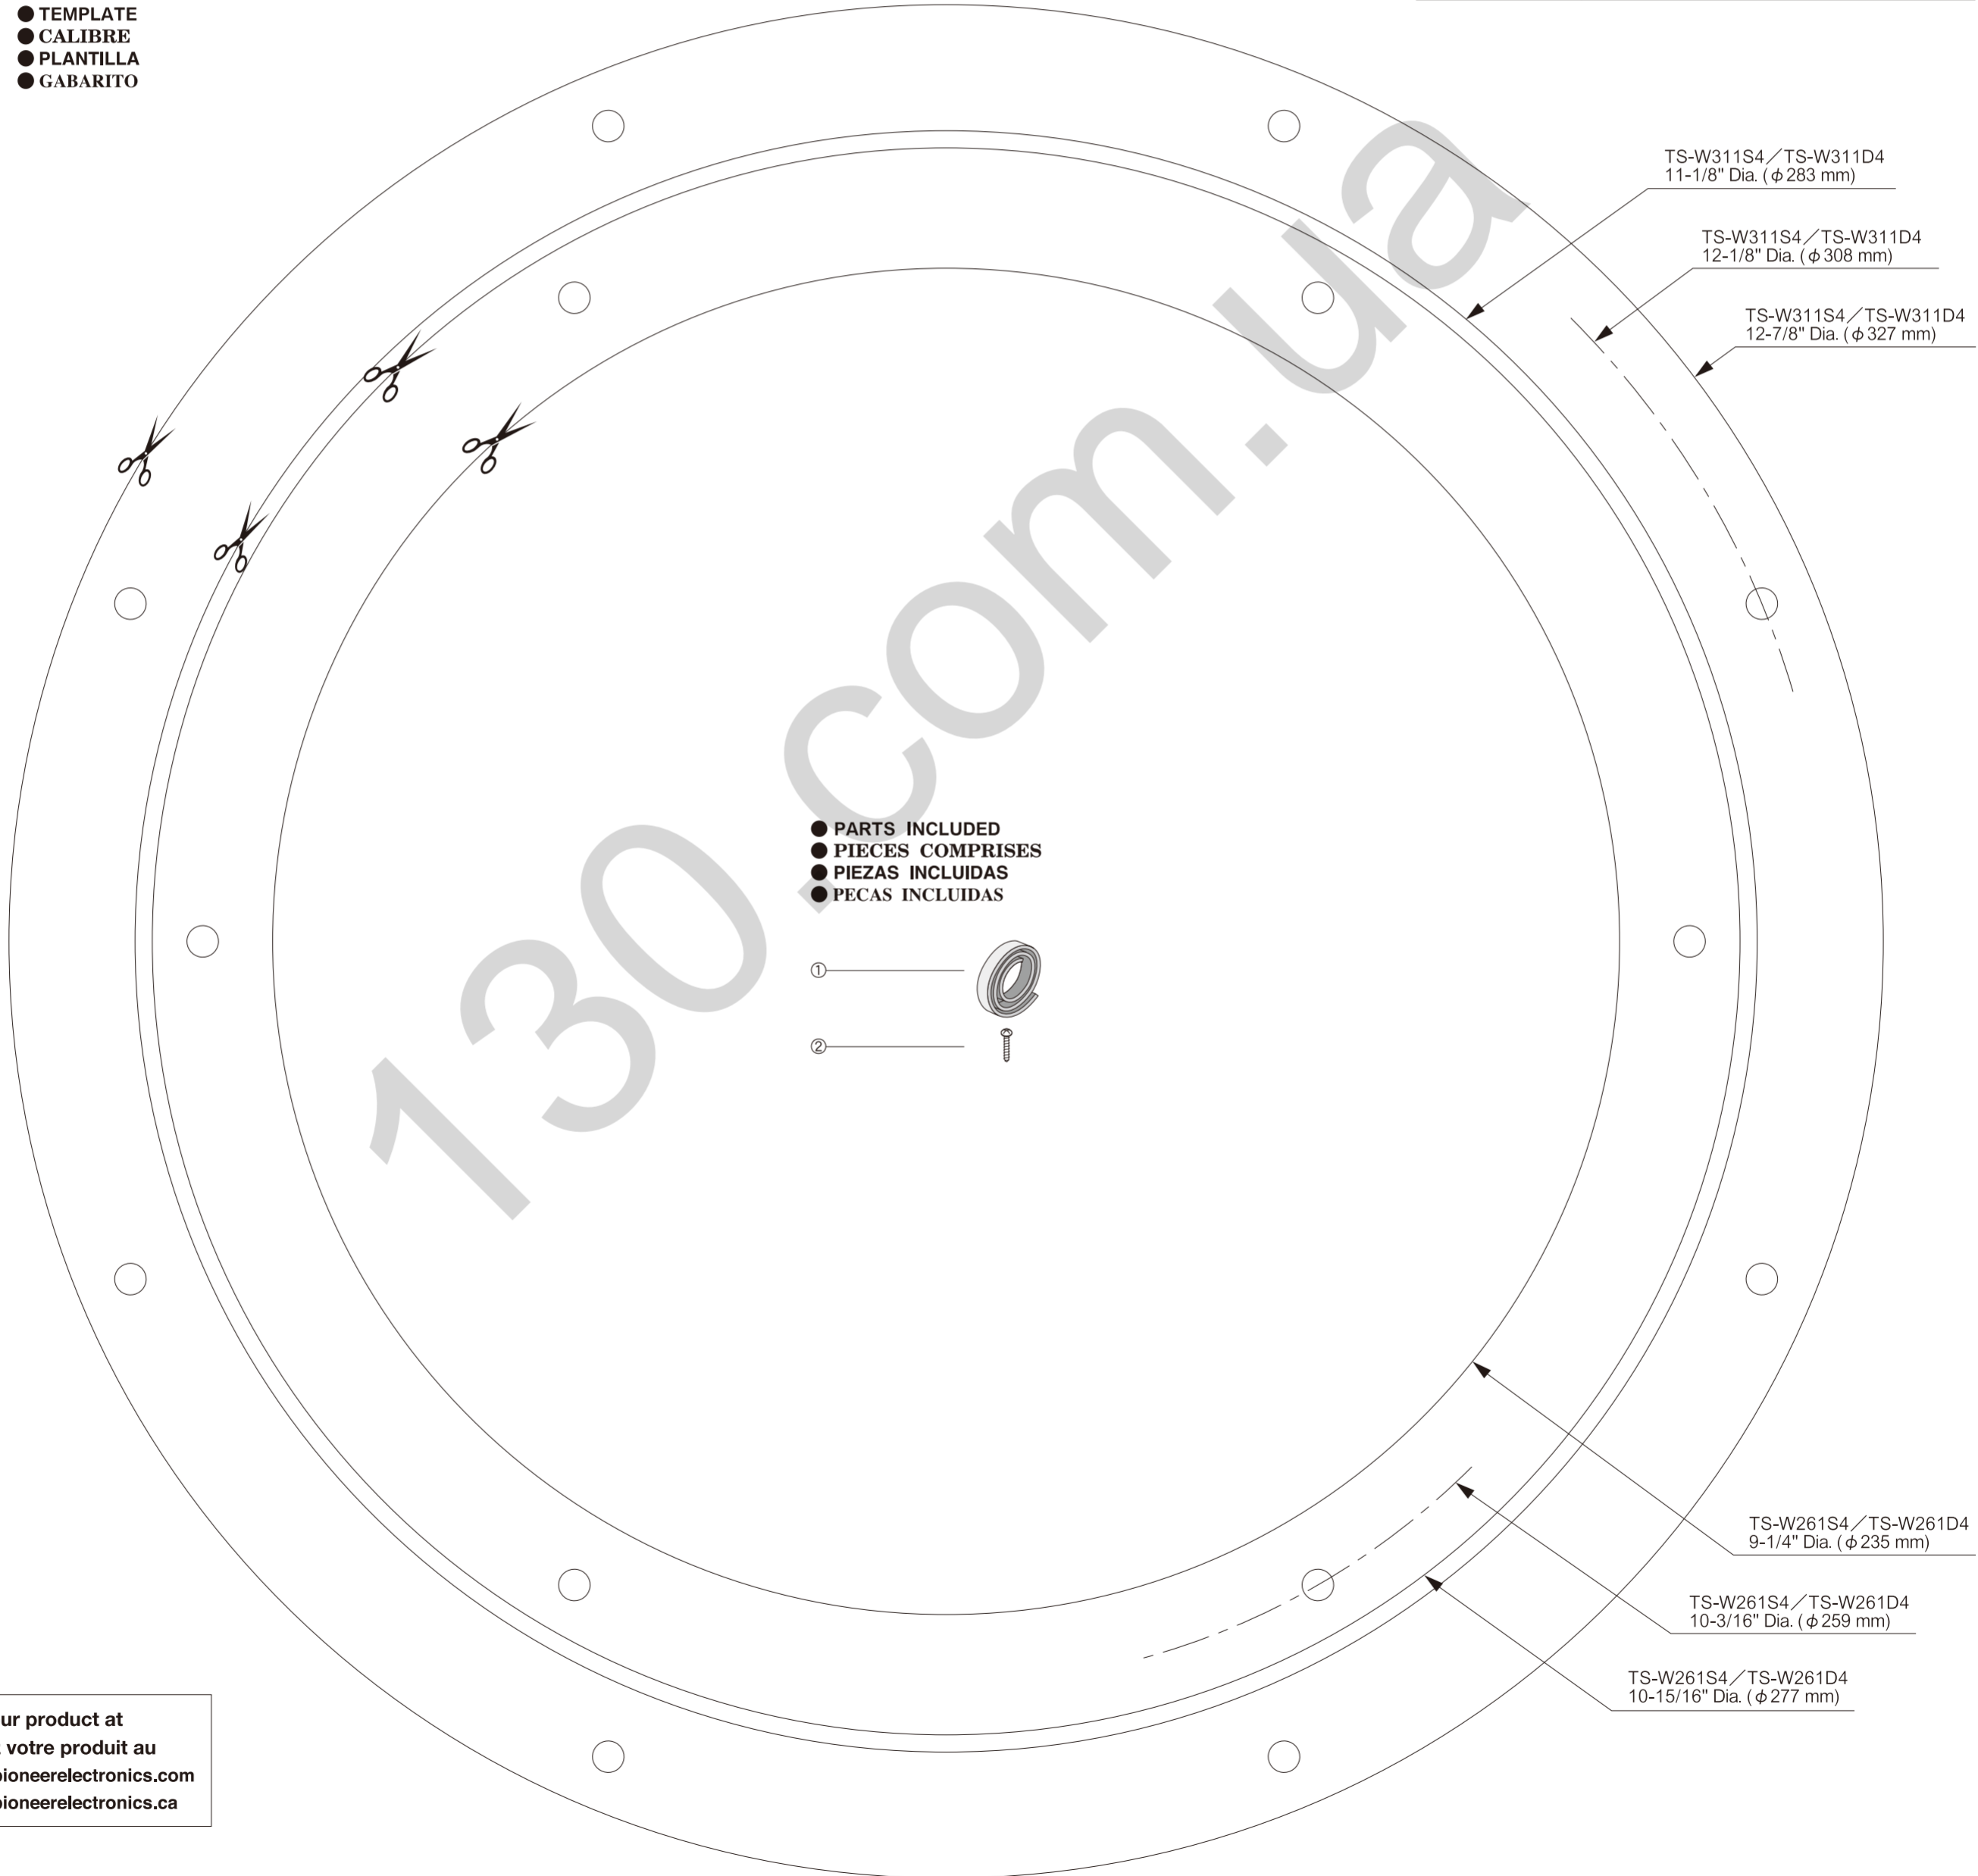 ● TEMPLATE
● CALIBRE
● PLANTILLA
● GABARITO
TS-W311S4／TS-W311D4
11-1/8" Dia. (φ283 mm)
TS-W311S4／TS-W311D4
12-1/8" Dia. (φ308 mm)
TS-W311S4／TS-W311D4
12-7/8" Dia. (φ327 mm)
130.com.ua
● PARTS INCLUDED
● PIECES COMPRISES
● PIEZAS INCLUIDAS
● PECAS INCLUIDAS
①
②
TS-W261S4／TS-W261D4
9-1/4" Dia. (φ235 mm)
TS-W261S4／TS-W261D4
10-3/16" Dia. (φ259 mm)
TS-W261S4／TS-W261D4
10-15/16" Dia. (φ277 mm)
ur product at
votre produit au
ioneerelectronics.com
ioneerelectronics.ca